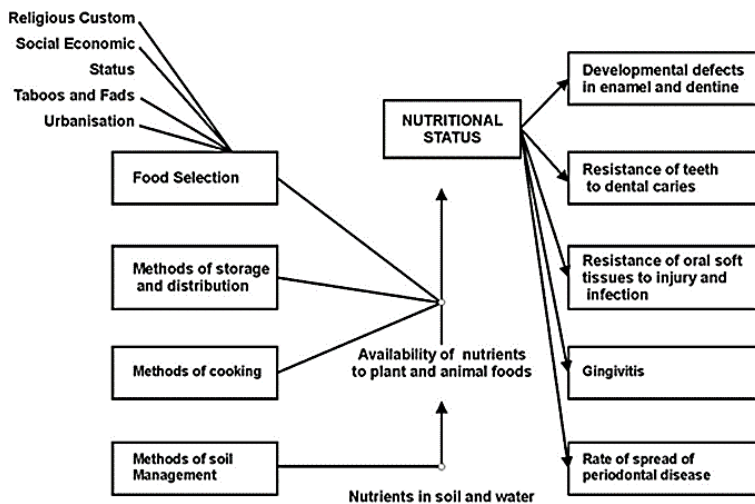 Religious Custom
Social Economic
Status
Taboos and Fads
Urbanisation
Food Selection
Methods of storage
and distribution
Methods of cooking
Methods of soil
Management
NUTRITIONAL
STATUS
Availability of nutrients
to plant and animal foods
Nutrients in soil and water
Developmental defects
in enamel and dentine
Resistance of teeth
to dental caries
Resistance of oral soft
tissues to injury and
infection
Gingivitis
Rate of spread of
periodontal disease